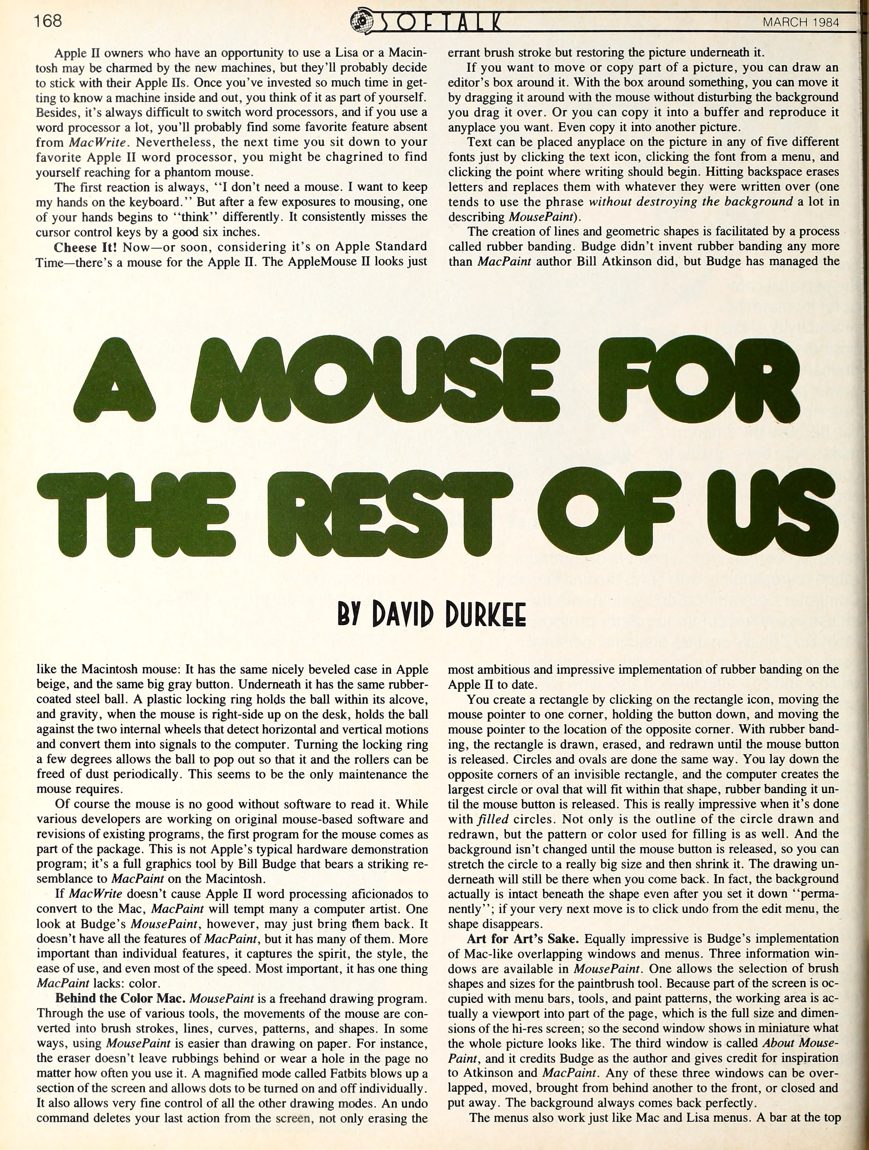 168
SOFTALK
MARCH 1984
Apple II owners who have an opportunity to use a Lisa or a Macin-
tosh may be charmed by the new machines, but they'll probably decide
to stick with their Apple IIs. Once you've invested so much time in get-
ting to know a machine inside and out, you think of it as part of yourself.
Besides, it's always difficult to switch word processors, and if you use a
word processor a lot, you'll probably find some favorite feature absent
from MacWrite. Nevertheless, the next time you sit down to your
favorite Apple II word processor, you might be chagrined to find
yourself reaching for a phantom mouse.
The first reaction is always, "I don't need a mouse. I want to keep
my hands on the keyboard." But after a few exposures to mousing, one
of your hands begins to "think" differently. It consistently misses the
cursor control keys by a good six inches.
Cheese It! Now—or soon, considering it's on Apple Standard
Time—there's a mouse for the Apple II. The AppleMouse II looks just
errant brush stroke but restoring the picture underneath it.
If you want to move or copy part of a picture, you can draw an
editor's box around it. With the box around something, you can move it
by dragging it around with the mouse without disturbing the background
you drag it over. Or you can copy it into a buffer and reproduce it
anyplace you want. Even copy it into another picture.
Text can be placed anyplace on the picture in any of five different
fonts just by clicking the text icon, clicking the font from a menu, and
clicking the point where writing should begin. Hitting backspace erases
letters and replaces them with whatever they were written over (one
tends to use the phrase without destroying the background a lot in
describing MousePaint).
The creation of lines and geometric shapes is facilitated by a process
called rubber banding. Budge didn't invent rubber banding any more
than MacPaint author Bill Atkinson did, but Budge has managed the
A MOUSE FOR
THE REST OF US
BY DAVID DURKEE
like the Macintosh mouse: It has the same nicely beveled case in Apple
beige, and the same big gray button. Underneath it has the same rubber-
coated steel ball. A plastic locking ring holds the ball within its alcove,
and gravity, when the mouse is right-side up on the desk, holds the ball
against the two internal wheels that detect horizontal and vertical motions
and convert them into signals to the computer. Turning the locking ring
a few degrees allows the ball to pop out so that it and the rollers can be
freed of dust periodically. This seems to be the only maintenance the
mouse requires.
Of course the mouse is no good without software to read it. While
various developers are working on original mouse-based software and
revisions of existing programs, the first program for the mouse comes as
part of the package. This is not Apple's typical hardware demonstration
program; it's a full graphics tool by Bill Budge that bears a striking re-
semblance to MacPaint on the Macintosh.
If MacWrite doesn't cause Apple II word processing aficionados to
convert to the Mac, MacPaint will tempt many a computer artist. One
look at Budge's MousePaint, however, may just bring them back. It
doesn't have all the features of MacPaint, but it has many of them. More
important than individual features, it captures the spirit, the style, the
ease of use, and even most of the speed. Most important, it has one thing
MacPaint lacks: color.
Behind the Color Mac. MousePaint is a freehand drawing program.
Through the use of various tools, the movements of the mouse are con-
verted into brush strokes, lines, curves, patterns, and shapes. In some
ways, using MousePaint is easier than drawing on paper. For instance,
the eraser doesn't leave rubbings behind or wear a hole in the page no
matter how often you use it. A magnified mode called Fatbits blows up a
section of the screen and allows dots to be turned on and off individually.
It also allows very fine control of all the other drawing modes. An undo
command deletes your last action from the screen, not only erasing the
most ambitious and impressive implementation of rubber banding on the
Apple II to date.
You create a rectangle by clicking on the rectangle icon, moving the
mouse pointer to one corner, holding the button down, and moving the
mouse pointer to the location of the opposite corner. With rubber band-
ing, the rectangle is drawn, erased, and redrawn until the mouse button
is released. Circles and ovals are done the same way. You lay down the
opposite corners of an invisible rectangle, and the computer creates the
largest circle or oval that will fit within that shape, rubber banding it un-
til the mouse button is released. This is really impressive when it's done
with filled circles. Not only is the outline of the circle drawn and
redrawn, but the pattern or color used for filling is as well. And the
background isn't changed until the mouse button is released, so you can
stretch the circle to a really big size and then shrink it. The drawing un-
derneath will still be there when you come back. In fact, the background
actually is intact beneath the shape even after you set it down "perma-
nently"; if your very next move is to click undo from the edit menu, the
shape disappears.
Art for Art's Sake. Equally impressive is Budge's implementation
of Mac-like overlapping windows and menus. Three information win-
dows are available in MousePaint. One allows the selection of brush
shapes and sizes for the paintbrush tool. Because part of the screen is oc-
cupied with menu bars, tools, and paint patterns, the working area is ac-
tually a viewport into part of the page, which is the full size and dimen-
sions of the hi-res screen; so the second window shows in miniature what
the whole picture looks like. The third window is called About Mouse-
Paint, and it credits Budge as the author and gives credit for inspiration
to Atkinson and MacPaint. Any of these three windows can be over-
lapped, moved, brought from behind another to the front, or closed and
put away. The background always comes back perfectly.
The menus also work just like Mac and Lisa menus. A bar at the top